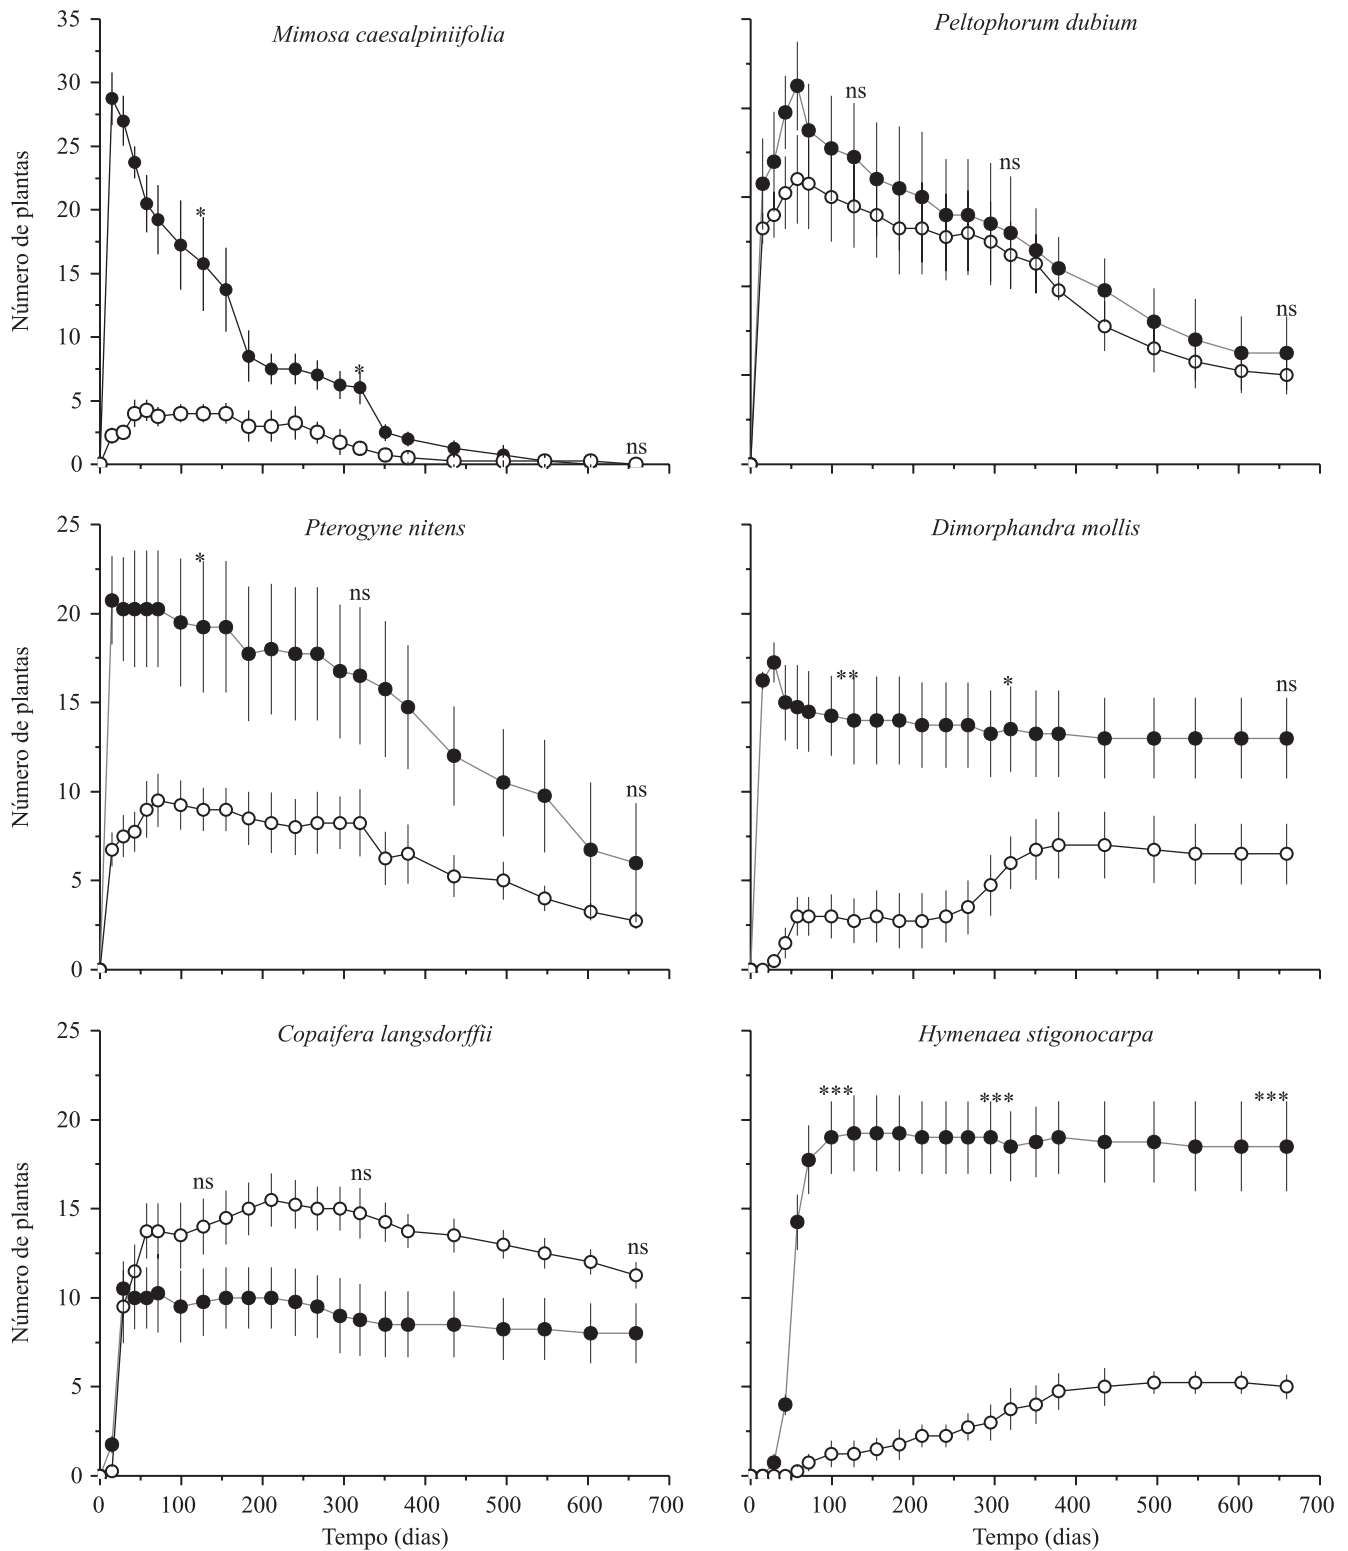 Mimosa caesalpiniifolia
Número de plantas
35
30
25
20
15
10
5
0
*
*
ns
Peltophorum dubium
ns
ns
ns
Pterogyne nitens
Número de plantas
25
20
15
10
5
0
*
ns
ns
Dimorphandra mollis
**
*
ns
Copaifera langsdorffii
Número de plantas
25
20
15
10
5
0
ns
ns
ns
0 100 200 300 400 500 600 700
Tempo (dias)
Hymenaea stigonocarpa
***
***
***
0 100 200 300 400 500 600 700
Tempo (dias)